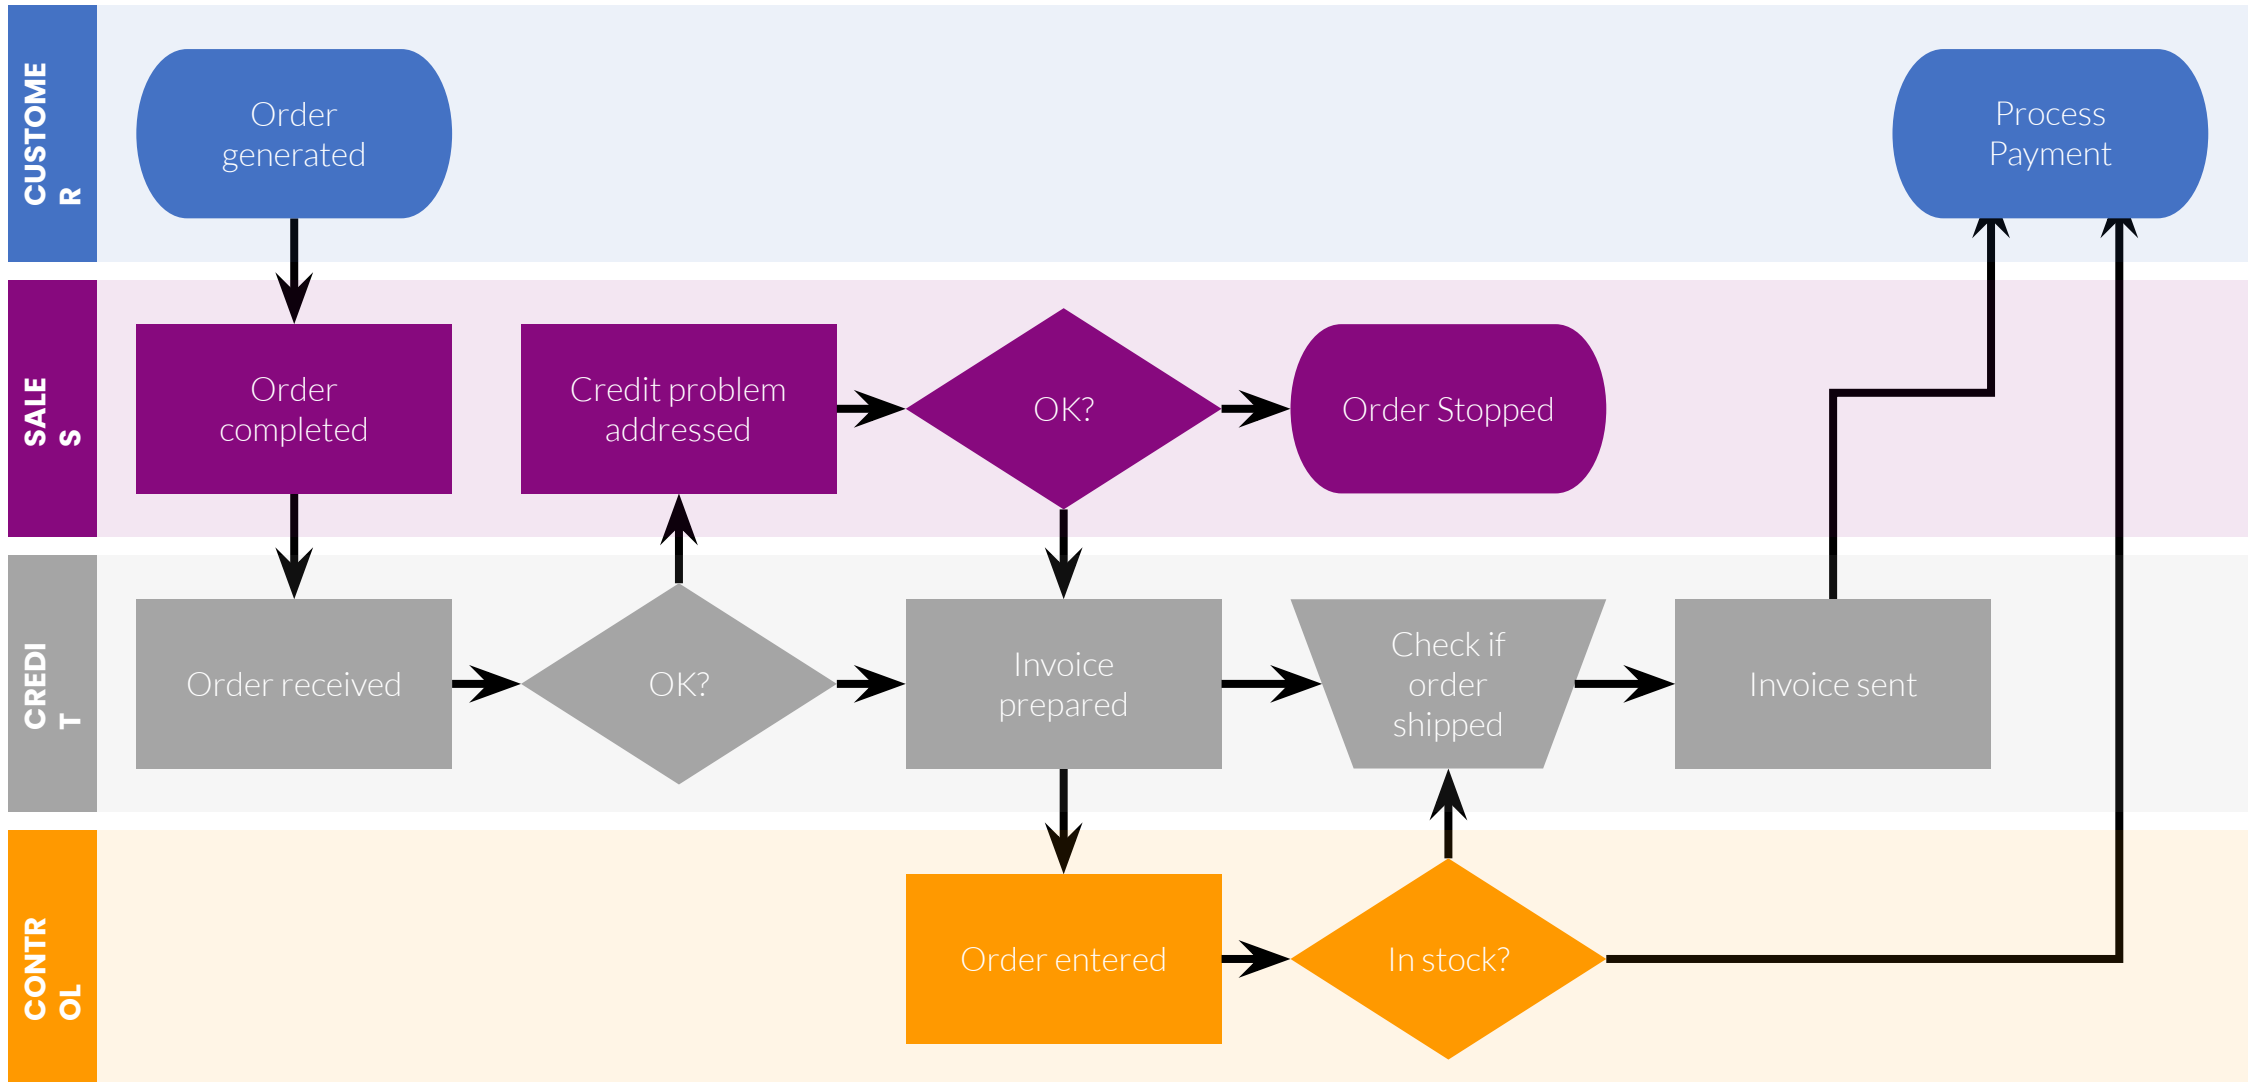 CUSTOME
R
Order
generated
Process
Payment
SALE
S
Order
completed
Credit problem
addressed
OK?
Order Stopped
CREDI
T
Order received
OK?
Invoice
prepared
Check if
order
shipped
Invoice sent
CONTR
OL
Order entered
In stock?